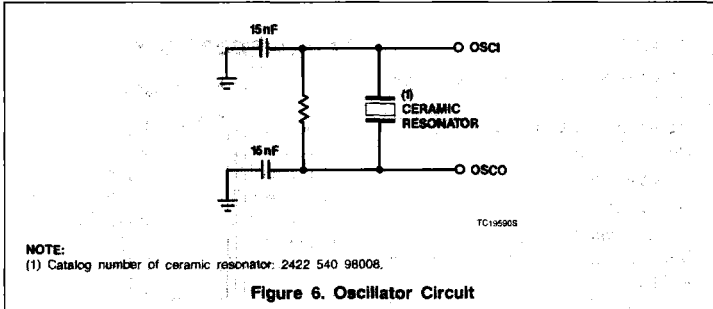 15nF
OSCI
(1)
CERAMIC
RESONATOR
15nF
OSCO
TC19590S
NOTE:
(1) Catalog number of ceramic resonator: 2422 540 98008.
Figure 6. Oscillator Circuit